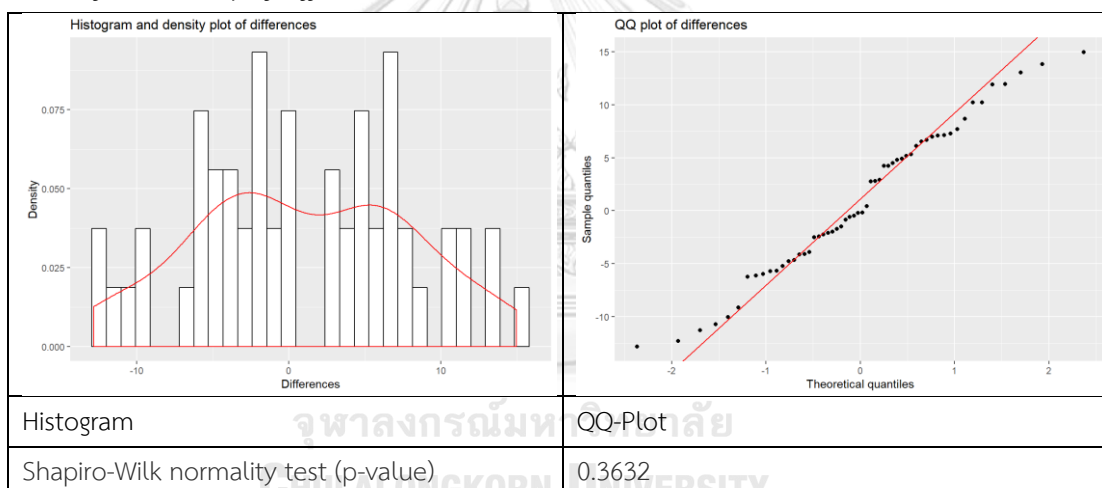 Histogram and density plot of differences
0.075
0.050
0.025
0.000
Density
-10
0
10
Differences
QQ plot of differences
15
10
5
0
-5
-10
Sample quantiles
-2
-1
0
1
2
Theoretical quantiles
Histogram
QQ-Plot
จุฬาลงกรณ์มหาวิทยาลัย
Shapiro-Wilk normality test (p-value)
0.3632
CHULALONGKORN UNIVERSITY